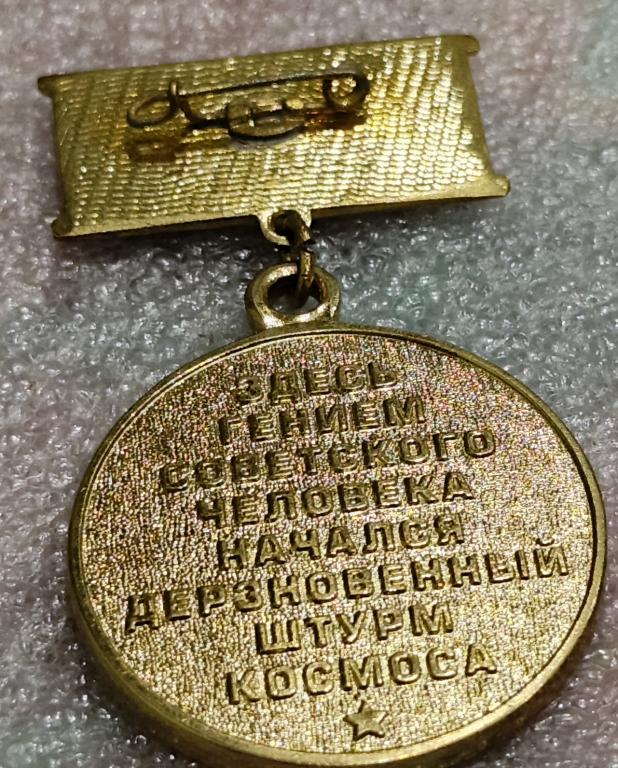 ЗДЕСЬ
ГЕНИЕМ
СОВЕТСКОГО
ЧЕЛОВЕКА
НАЧАЛСЯ
ДЕРЗНОВЕННЫЙ
ШТУРМ
КОСМОСА